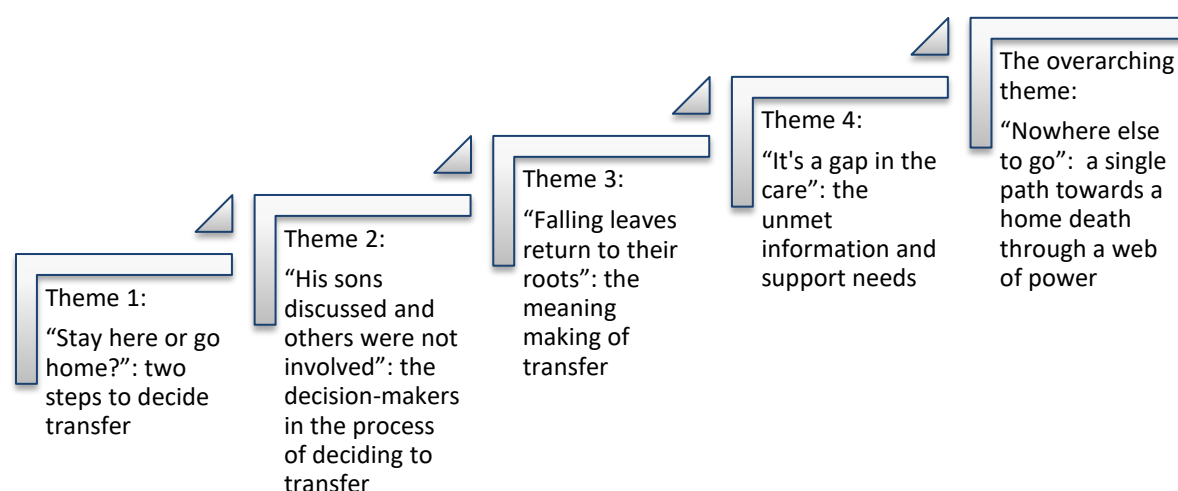 Theme 1:
“Stay here or go
home?”: two
steps to decide
transfer
Theme 2:
“His sons
discussed and
others were not
involved”: the
decision-makers
in the process
of deciding to
transfer
Theme 3:
“Falling leaves
return to their
roots”: the
meaning
making of
transfer
Theme 4:
“It's a gap in the
care”: the
unmet
information and
support needs
The overarching
theme:
“Nowhere else
to go”:  a single
path towards a
home death
through a web
of power